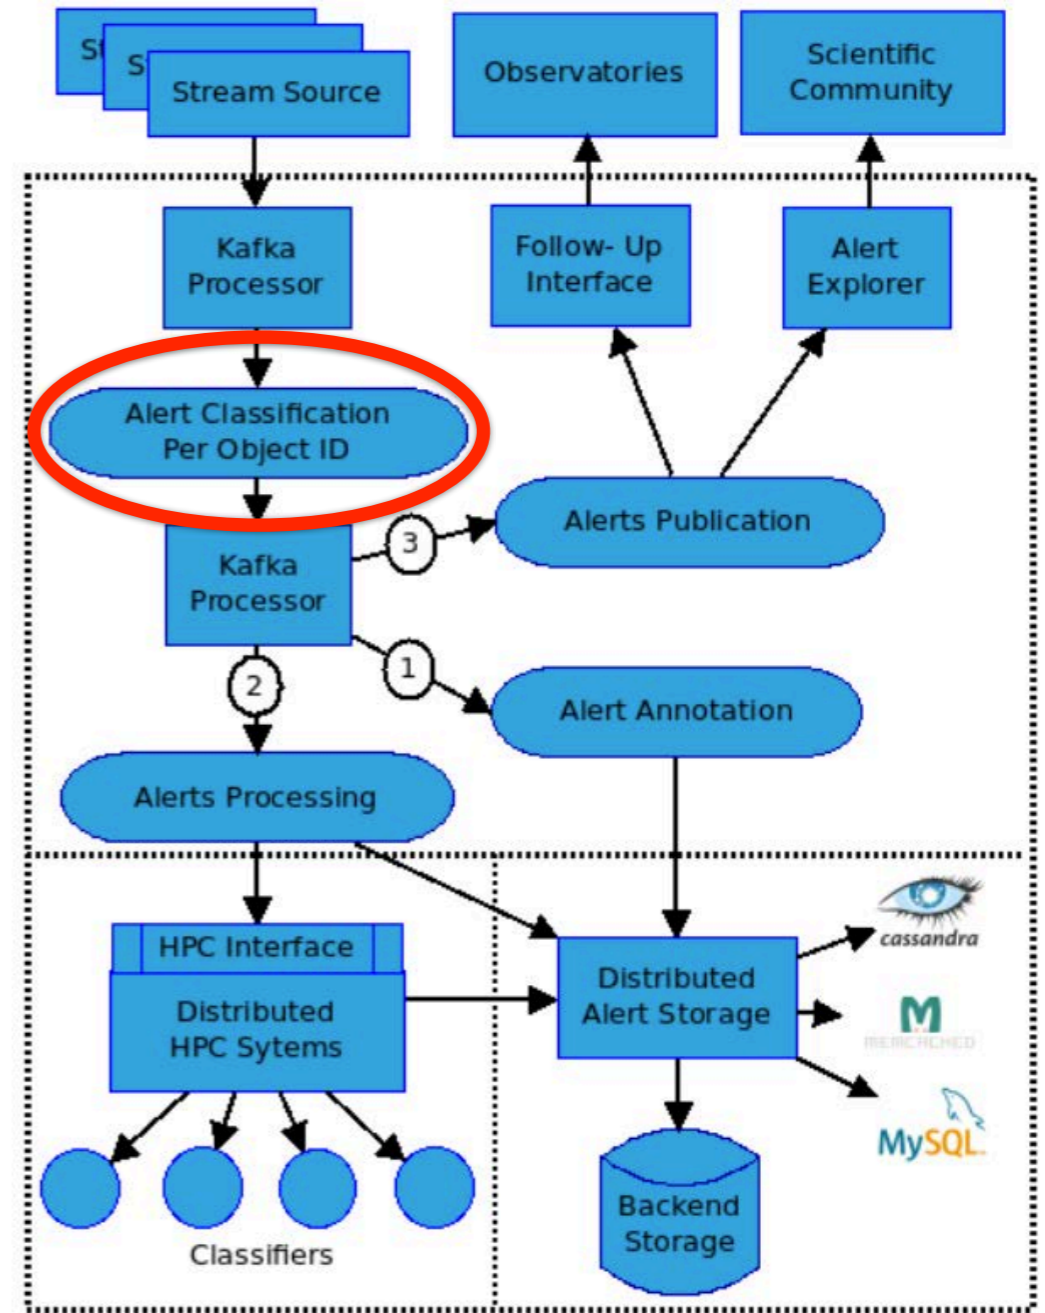 St
S
Stream Source
Observatories
Scientific
Community
Kafka
Processor
Follow- Up
Interface
Alert
Explorer
Alert Classification
Per Object ID
Alerts Publication
3
Kafka
Processor
1
2
Alert Annotation
Alerts Processing
cassandra
HPC Interface
Distributed
HPC Sytems
Distributed
Alert Storage
MEMCACHED
MySQL
Backend
Storage
Classifiers